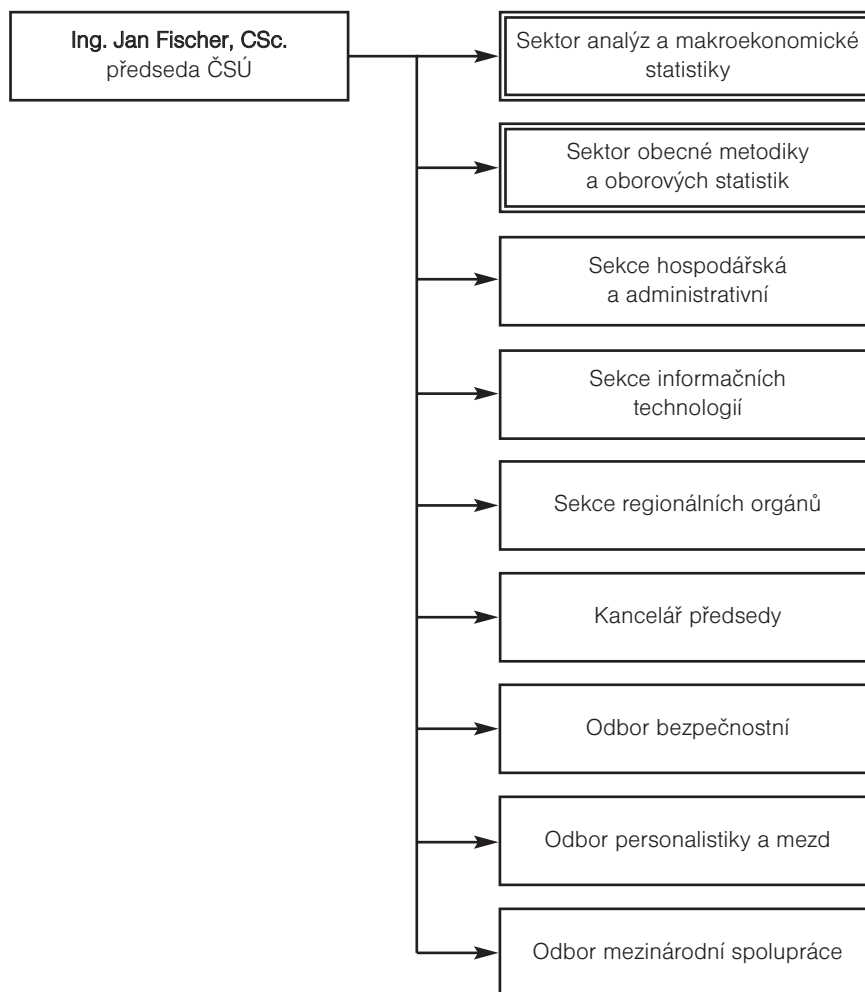 Ing. Jan Fischer, CSc.
předseda ČSÚ
Sektor analýz a makroekonomické
statistiky
Sektor obecné metodiky
a oborových statistik
Sekce hospodářská
a administrativní
Sekce informačních
technologií
Sekce regionálních orgánů
Kancelář předsedy
Odbor bezpečnostní
Odbor personalistiky a mezd
Odbor mezinárodní spolupráce